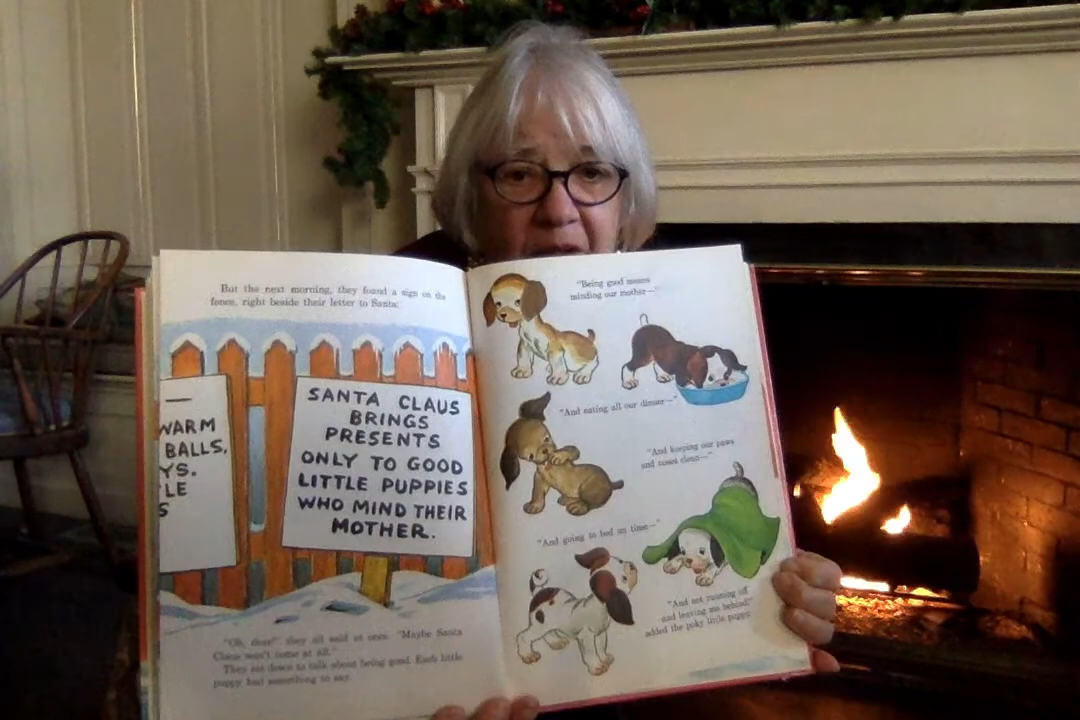 But the next morning, they found a sign on the
fence, right beside their letter to Santa:
WARM
BALLS,
YS.
LE
S
SANTA CLAUS
BRINGS
PRESENTS
ONLY TO GOOD
LITTLE PUPPIES
WHO MIND THEIR
MOTHER.
"Oh, dear!" they all said at once. "Maybe Santa
Claus won't come at all."
They sat down to talk about being good. Each little
puppy had something to say.
"Being good means
minding our mother—"
"And eating all our dinner—"
"And keeping our paws
and noses clean—"
"And going to bed on time—"
"And not running off
and leaving me behind,"
added the poky little puppy.